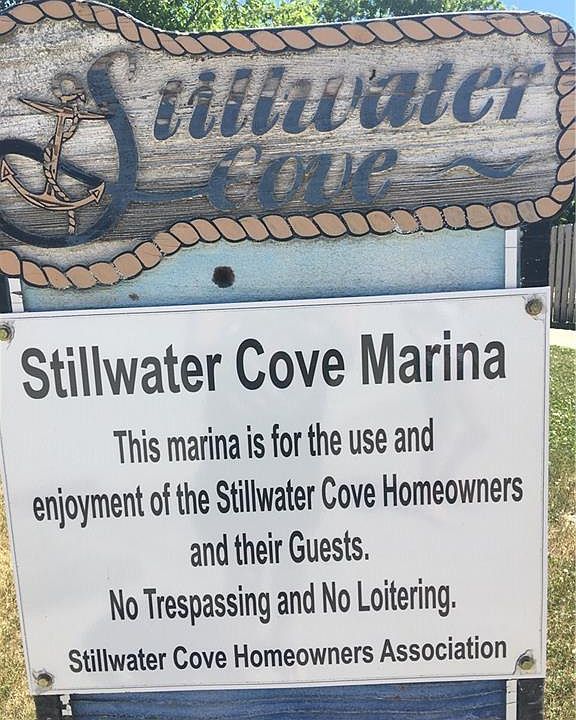 Stillwater
Cove
Stillwater Cove Marina
This marina is for the use and
enjoyment of the Stillwater Cove Homeowners
and their Guests.
No Trespassing and No Loitering.
Stillwater Cove Homeowners Association